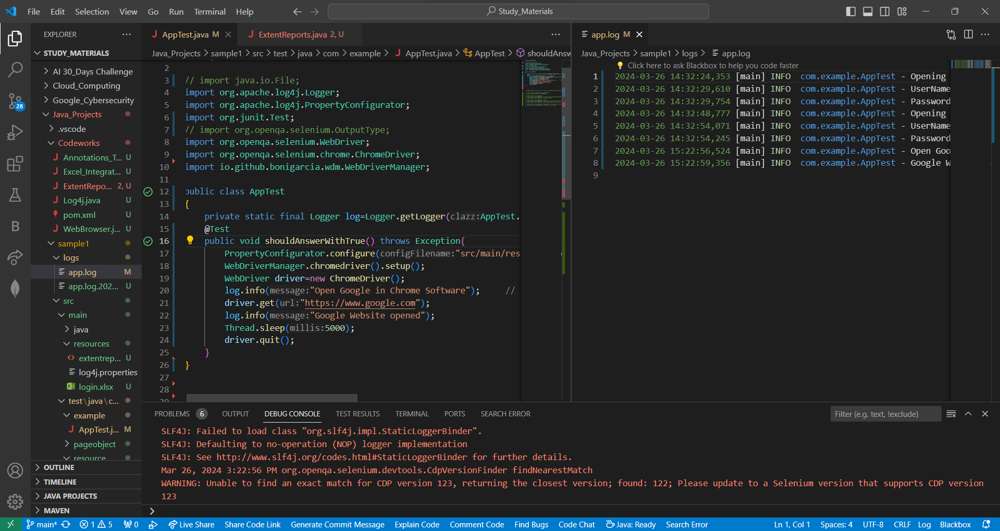 File Edit Selection View Go Run Terminal Help
Study_Materials
EXPLORER
STUDY_MATERIALS
AI 30_Days Challenge
Cloud_Computing
Google_Cybersecurity
Java_Projects
.vscode
Codeworks
Annotations_T... U
Excel_Integrat... U
ExtentRepo... 2, U
Log4j.java U
pom.xml U
WebBrowser.j... U
sample1
logs
app.log M
app.log.202... U
src
main
java
resources
extentrep... U
log4j.properties
login.xlsx U
test\java\c...
example
AppTest.j... M
pageobject
resource
OUTLINE
TIMELINE
JAVA PROJECTS
MAVEN
28
AppTest.java M
ExtentReports.java 2, U
Java_Projects > sample1 > src > test > java > com > example > AppTest.java > AppTest > shouldAnsw
2
3 // import java.io.File;
4 import org.apache.log4j.Logger;
5 import org.apache.log4j.PropertyConfigurator;
6 import org.junit.Test;
7 // import org.openqa.selenium.OutputType;
8 import org.openqa.selenium.WebDriver;
9 import org.openqa.selenium.chrome.ChromeDriver;
10 import io.github.bonigarcia.wdm.WebDriverManager;
11
12 public class AppTest
13 {
14 private static final Logger log=Logger.getLogger(clazz:AppTest.
15 @Test
16 public void shouldAnswerWithTrue() throws Exception{
17 PropertyConfigurator.configure(configFilename:"src/main/res
18 WebDriverManager.chromedriver().setup();
19 WebDriver driver=new ChromeDriver();
20 log.info(message:"Open Google in Chrome Software"); //
21 driver.get(url:"https://www.google.com");
22 log.info(message:"Google Website opened");
23 Thread.sleep(millis:5000);
24 driver.quit();
25 }
26 }
27
28
29
app.log M
Java_Projects > sample1 > logs > app.log
Click here to ask Blackbox to help you code faster
1 2024-03-26 14:32:24,353 [main] INFO com.example.AppTest - Opening
2 2024-03-26 14:32:29,610 [main] INFO com.example.AppTest - UserName
3 2024-03-26 14:32:29,754 [main] INFO com.example.AppTest - Password
4 2024-03-26 14:32:48,777 [main] INFO com.example.AppTest - Opening
5 2024-03-26 14:32:54,071 [main] INFO com.example.AppTest - UserName
6 2024-03-26 14:32:54,245 [main] INFO com.example.AppTest - Password
7 2024-03-26 15:22:56,524 [main] INFO com.example.AppTest - Open Goo
8 2024-03-26 15:22:59,356 [main] INFO com.example.AppTest - Google W
9
PROBLEMS 6 OUTPUT DEBUG CONSOLE TEST RESULTS TERMINAL PORTS SEARCH ERROR
Filter (e.g. text, !exclude)
SLF4J: Failed to load class "org.slf4j.impl.StaticLoggerBinder".
SLF4J: Defaulting to no-operation (NOP) logger implementation
SLF4J: See http://www.slf4j.org/codes.html#StaticLoggerBinder for further details.
Mar 26, 2024 3:22:56 PM org.openqa.selenium.devtools.CdpVersionFinder findNearestMatch
WARNING: Unable to find an exact match for CDP version 123, returning the closest version; found: 122; Please update to a Selenium version that supports CDP version
123
main* 1 5 0 Live Share Share Code Link Generate Commit Message Explain Code Comment Code Find Bugs Code Chat Java: Ready Search Error Ln 1, Col 1 Spaces: 4 UTF-8 CRLF Log Blackbox